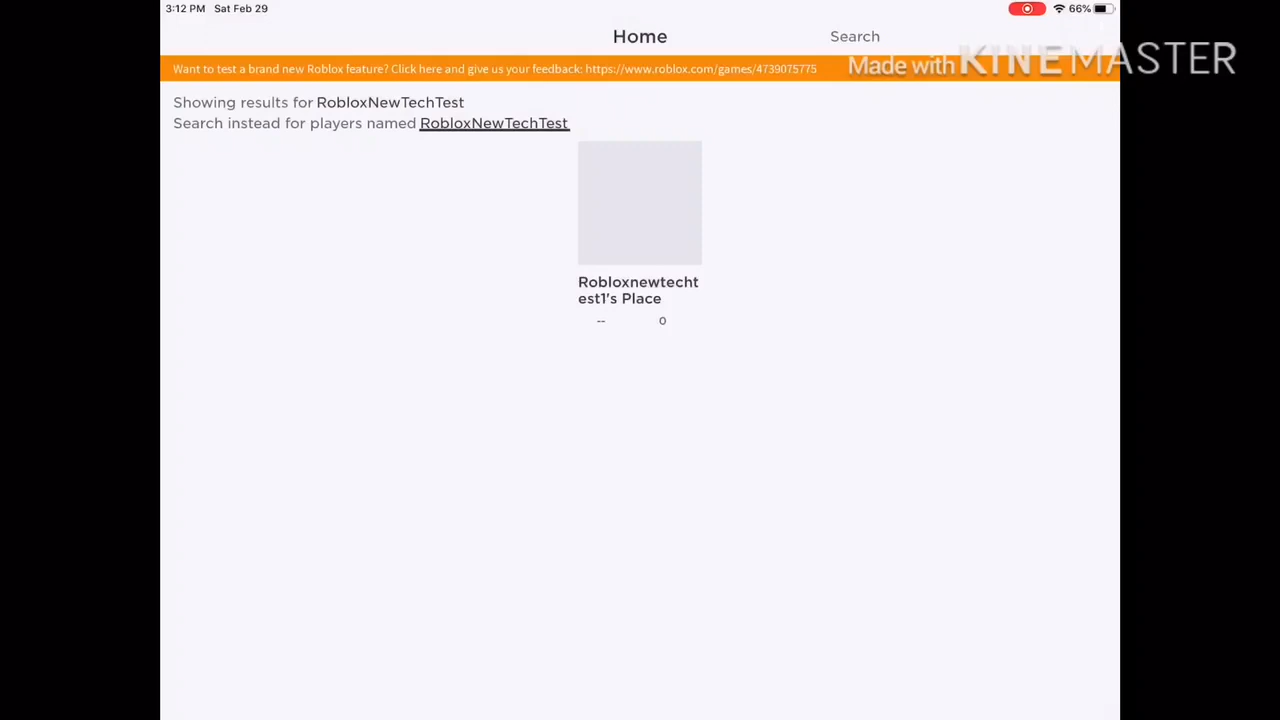 3:12 PM Sat Feb 29 66%
Home Search
Want to test a brand new Roblox feature? Click here and give us your feedback: https://www.roblox.com/games/4739075775
Made with KINEMASTER
Showing results for RobloxNewTechTest
Search instead for players named RobloxNewTechTest
Robloxnewtecht
est1's Place
-- 0